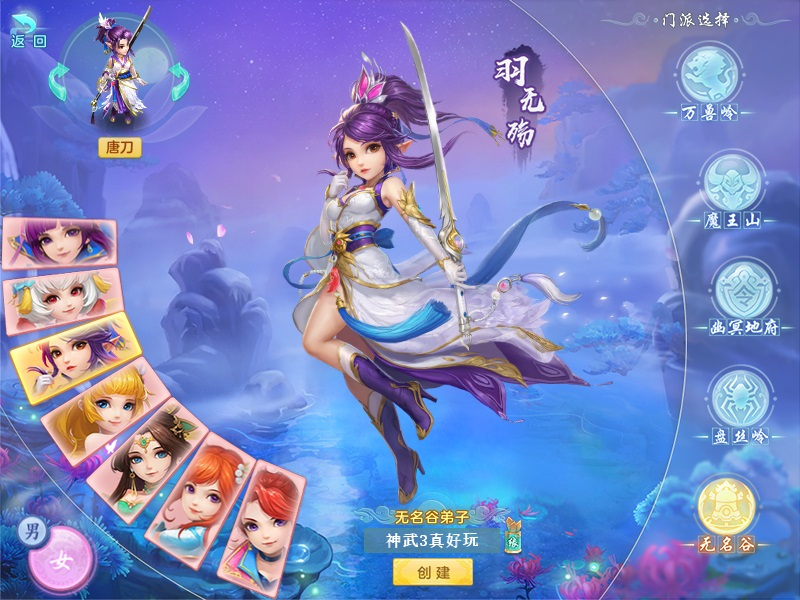 返回
唐刀
羽无殇
门派选择
万兽岭
魔王山
幽冥地府
盘丝岭
无名谷
男
女
无名谷弟子
神武3真好玩
创建